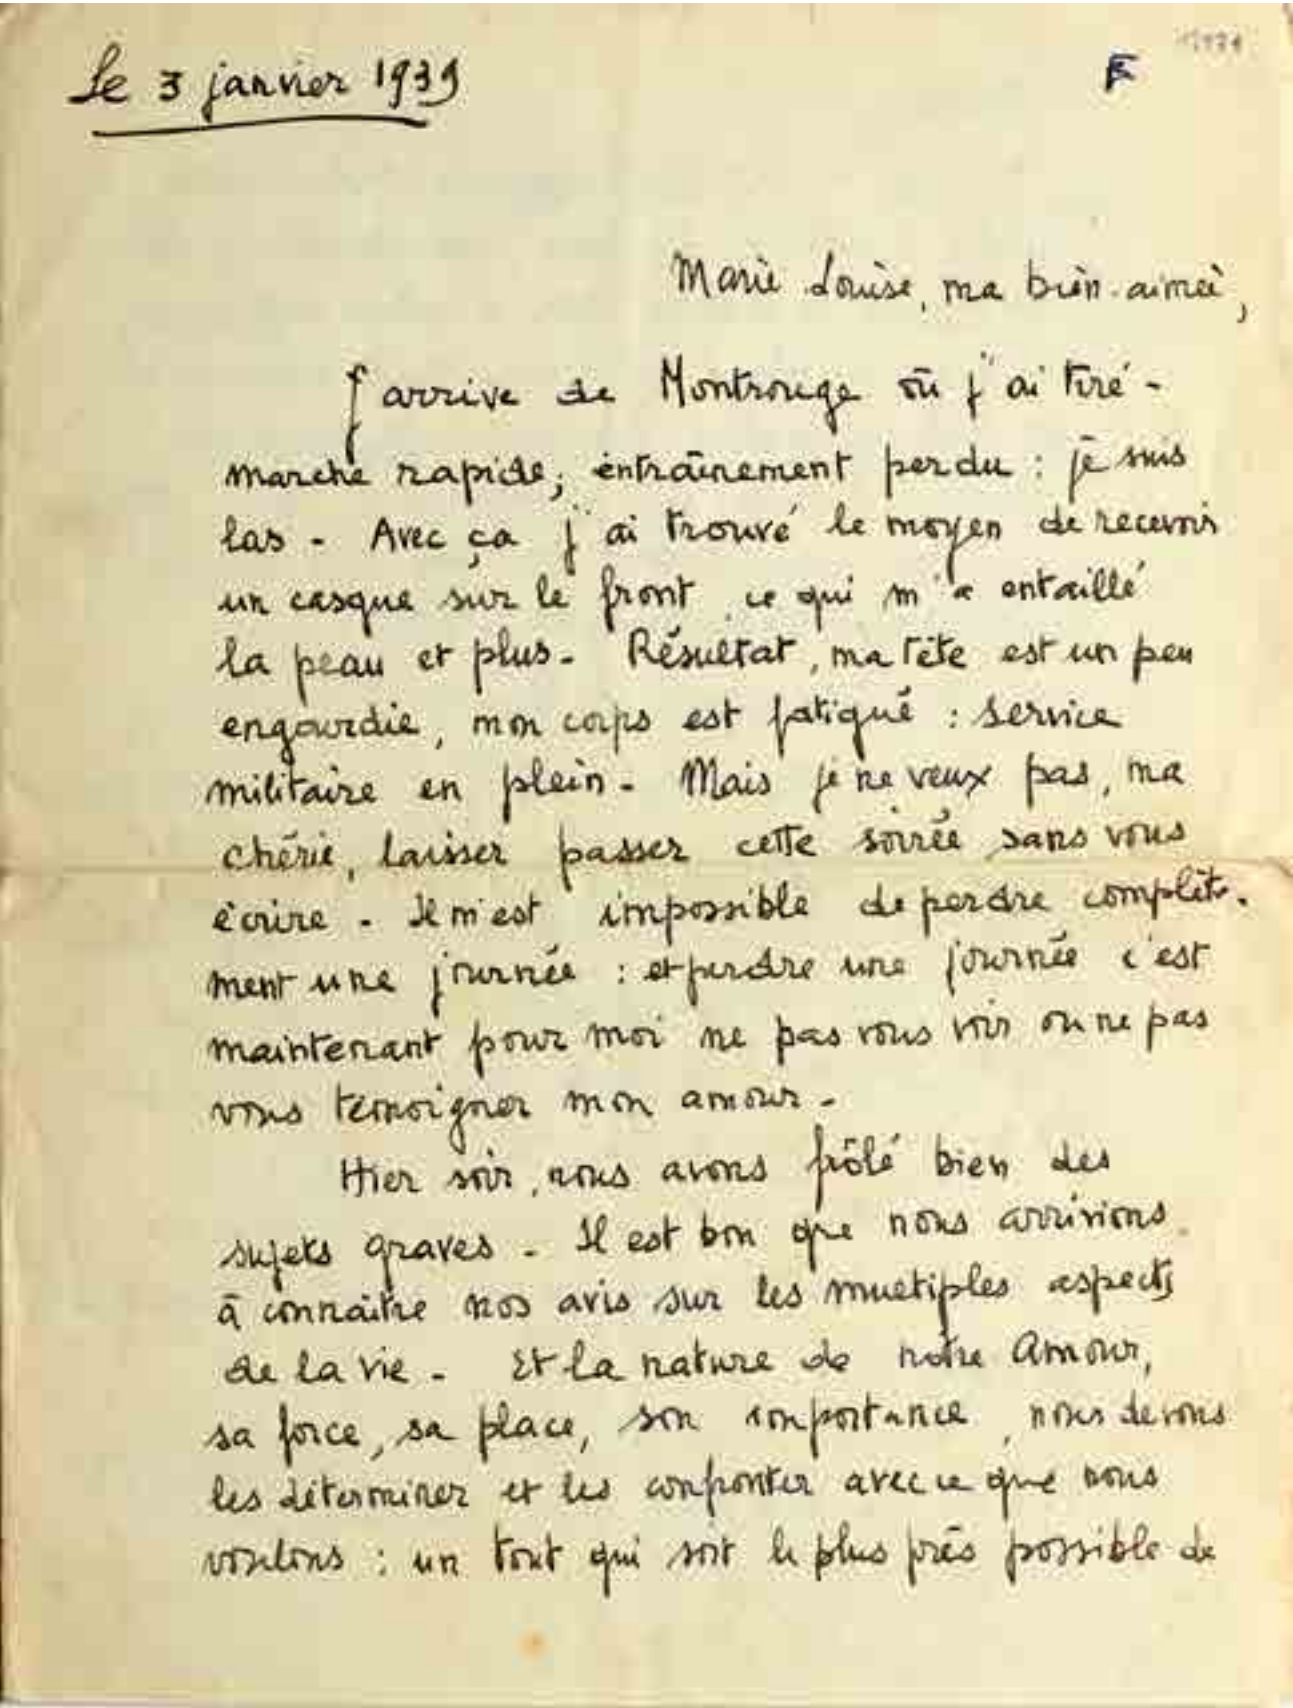 Le 3 janvier 1939
F
Marie Louise, ma bien-aimée,
J'arrive de Montrouge où j'ai tiré -
marche rapide, entraînement perdu : je suis
las - Avec ça j'ai trouvé le moyen de recevoir
un casque sur le front, ce qui m'a entaillé
la peau et plus - Résultat, ma tête est un peu
engourdie, mon corps est fatigué : service
militaire en plein - Mais je ne veux pas, ma
chérie, laisser passer cette soirée sans vous
écrire - Il m'est impossible de perdre complète-
ment une journée : et perdre une journée c'est
maintenant pour moi ne pas vous voir ou ne pas
vous témoigner mon amour -
Hier soir, nous avons frôlé bien des
sujets graves - Il est bon que nous arrivions
à connaître nos avis sur les multiples aspects
de la vie - Et la nature de notre Amour,
sa force, sa place, son importance, nous devons
les déterminer et les confronter avec ce que nous
voulons : un tout qui soit le plus près possible de